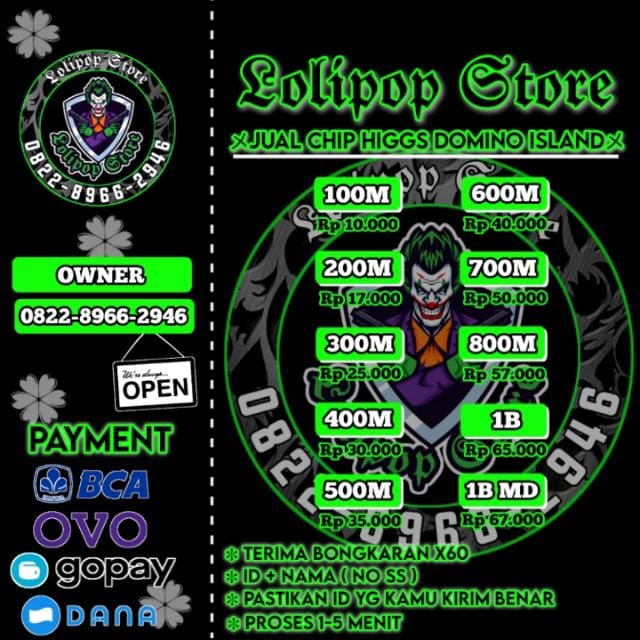 Lolipop Store
Lolipop Store
0822-8966-2946
OWNER
0822-8966-2946
We're always...
OPEN
PAYMENT
BCA
OVO
gopay
DANA
Lolipop Store
JUAL CHIP HIGGS DOMINO ISLAND
100M
Rp 10.000
600M
Rp 40.000
200M
Rp 17.000
700M
Rp 50.000
300M
Rp 25.000
800M
Rp 57.000
400M
Rp 30.000
1B
Rp 65.000
500M
Rp 35.000
1B MD
Rp 67.000
TERIMA BONGKARAN X60
ID + NAMA ( NO SS )
PASTIKAN ID YG KAMU KIRIM BENAR
PROSES 1-5 MENIT